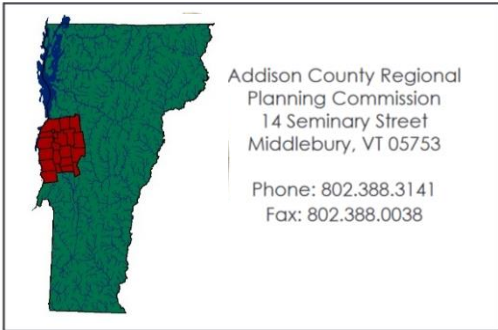 Addison County Regional
Planning Commission
14 Seminary Street
Middlebury, VT 05753
Phone: 802.388.3141
Fax: 802.388.0038